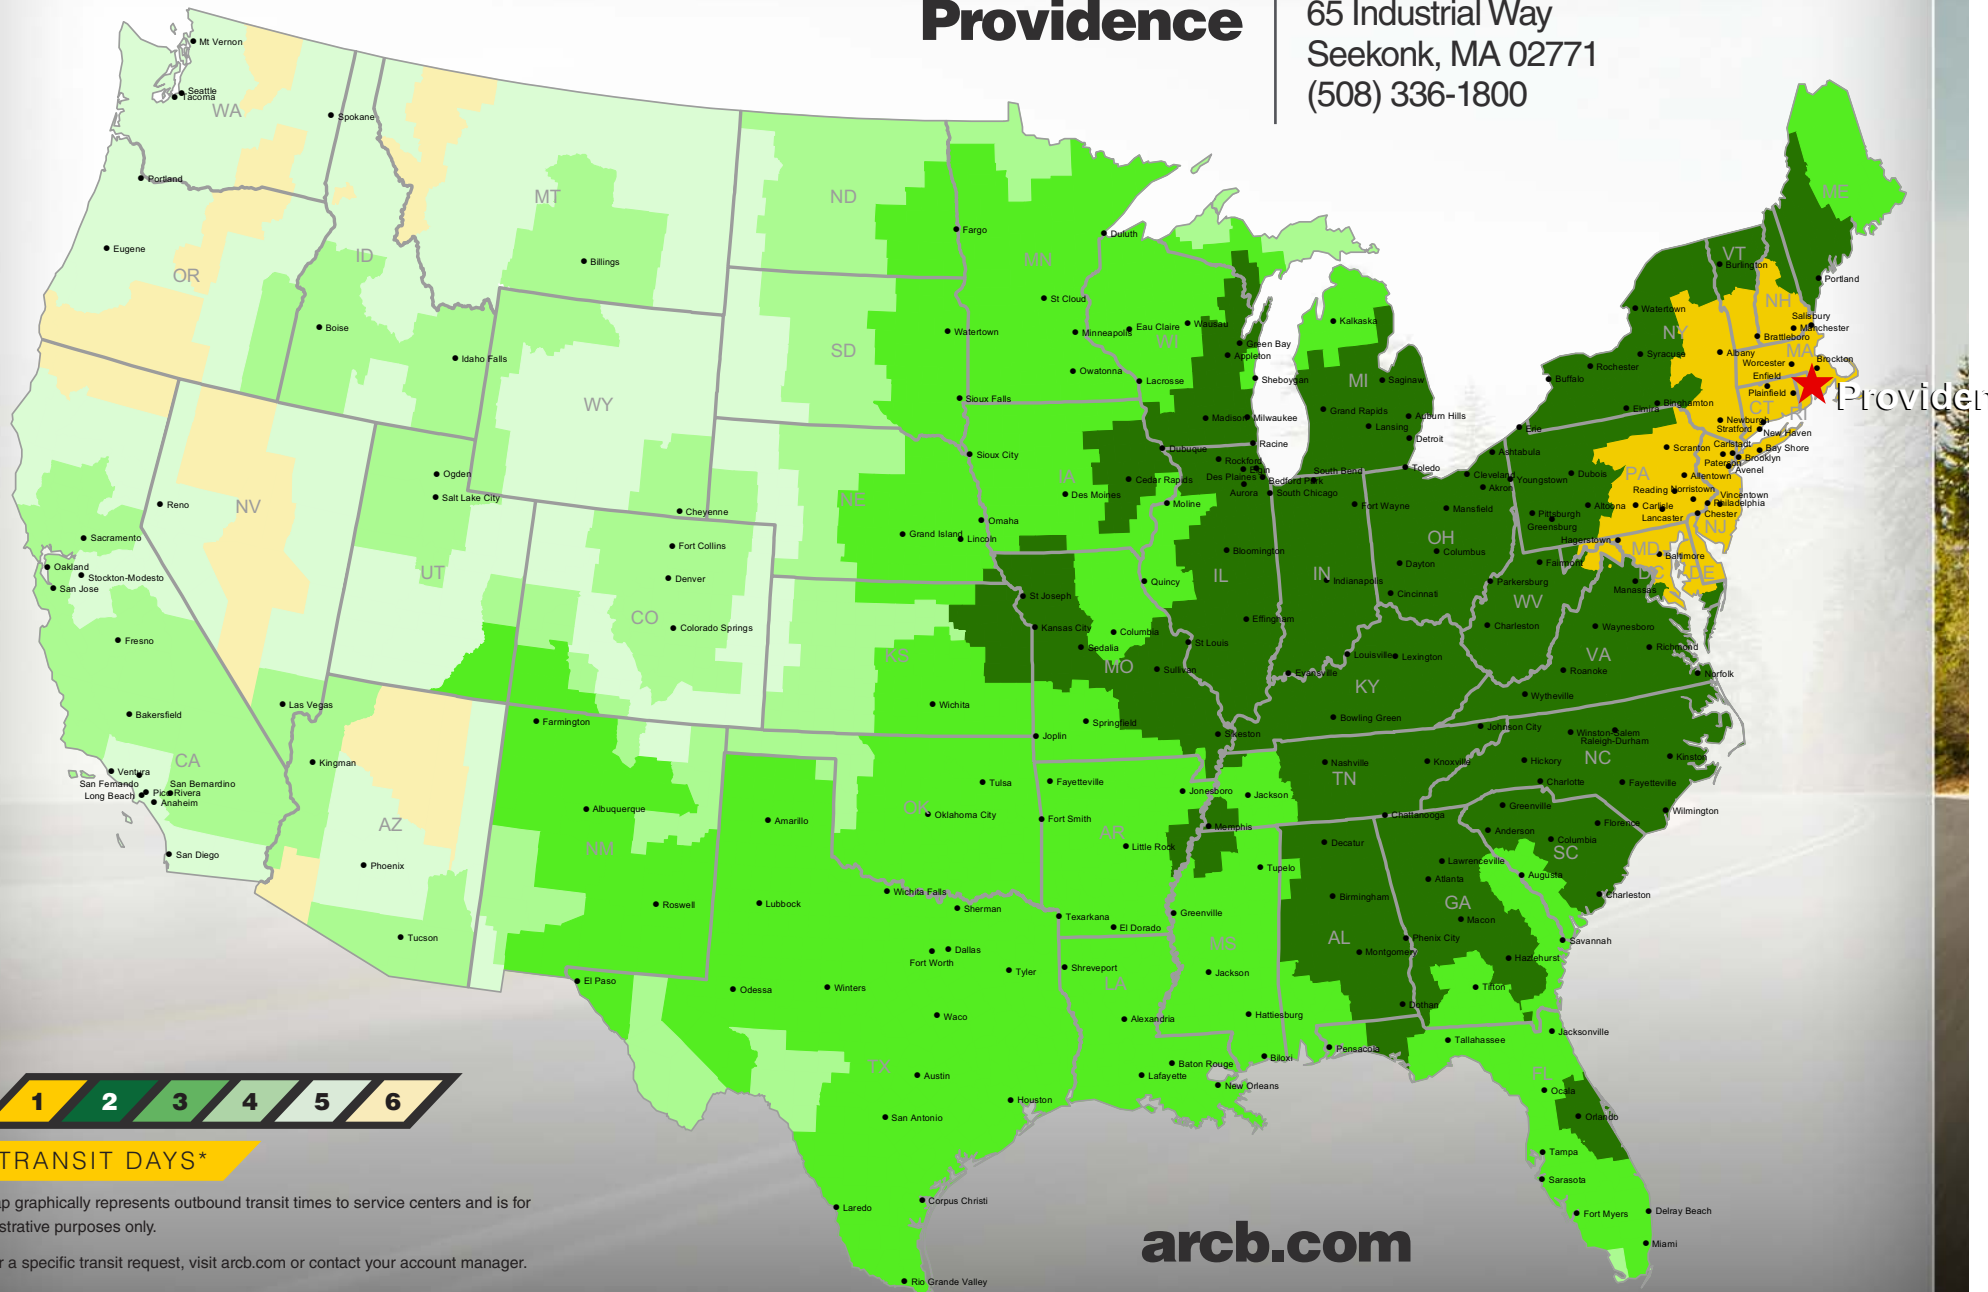 Providence
65 Industrial Way
Seekonk, MA 02771
(508) 336-1800
Mt Vernon
Seattle
Tacoma
WA
Spokane
Portland
Eugene
OR
ID
Boise
Idaho Falls
MT
Billings
WY
Cheyenne
ND
Fargo
SD
Watertown
Sioux Falls
MN
Duluth
St Cloud
Minneapolis
Owatonna
Eau Claire
Wausau
WI
Lacrosse
Green Bay
Appleton
Sheboygan
Madison
Milwaukee
Racine
Kalkaska
MI
Saginaw
Grand Rapids
Lansing
Auburn Hills
Detroit
Reno
NV
Las Vegas
Ogden
Salt Lake City
UT
Sacramento
Oakland
Stockton-Modesto
San Jose
Fresno
Bakersfield
CA
Ventura
San Fernando
San Bernardino
Long Beach
Pico Rivera
Anaheim
San Diego
Kingman
AZ
Phoenix
Tucson
Fort Collins
Denver
CO
Colorado Springs
Farmington
Albuquerque
NM
Roswell
El Paso
NE
Grand Island
Lincoln
Omaha
Sioux City
IA
Des Moines
Cedar Rapids
Dubuque
Moline
KS
Wichita
St Joseph
Kansas City
Sedalia
Columbia
MO
St Louis
Sullivan
Springfield
Joplin
Sikeston
Quincy
Rockford
Elgin
Des Plaines
Bedford Park
Aurora
South Chicago
South Bend
Bloomington
IL
Effingham
IN
Indianapolis
Fort Wayne
Evansville
Toledo
Cleveland
Akron
Ashtabula
Youngstown
Mansfield
OH
Columbus
Dayton
Cincinnati
Louisville
Lexington
KY
Bowling Green
Parkersburg
Fairmont
WV
Charleston
OK
Tulsa
Oklahoma City
Fayetteville
Fort Smith
AR
Little Rock
Jonesboro
Texarkana
El Dorado
Amarillo
Lubbock
Wichita Falls
Sherman
Dallas
Fort Worth
Tyler
Odessa
Winters
Waco
TX
Austin
Houston
San Antonio
Corpus Christi
Laredo
Rio Grande Valley
Shreveport
LA
Alexandria
Baton Rouge
Lafayette
New Orleans
Memphis
Jackson
Nashville
TN
Knoxville
Johnson City
Chattanooga
Tupelo
Greenville
MS
Jackson
Hattiesburg
Biloxi
Decatur
Birmingham
AL
Montgomery
Dothan
Phenix City
Lawrenceville
Atlanta
GA
Macon
Hazlehurst
Tifton
Augusta
Savannah
Pensacola
Tallahassee
Jacksonville
FL
Ocala
Orlando
Tampa
Sarasota
Fort Myers
Delray Beach
Miami
Winston-Salem
Raleigh-Durham
Hickory
NC
Kinston
Charlotte
Fayetteville
Wilmington
Greenville
Anderson
Columbia
SC
Florence
Charleston
Waynesboro
VA
Richmond
Roanoke
Norfolk
Wytheville
Manassas
DC
MD
Baltimore
DE
Hagerstown
Erie
Dubois
PA
Pittsburgh
Greensburg
Altoona
Carlisle
Lancaster
Reading
Norristown
Allentown
Scranton
Chester
Philadelphia
Vincentown
NJ
Carlstadt
Paterson
Avenel
Brooklyn
Bay Shore
Newburgh
Stratford
New Haven
Buffalo
Rochester
Syracuse
Watertown
NY
Elmira
Binghamton
Albany
VT
Burlington
Brattleboro
NH
Manchester
Salisbury
ME
Portland
MA
Worcester
Brockton
Enfield
Plainfield
CT
RI
Providen
1 2 3 4 5 6
TRANSIT DAYS*
graphically represents outbound transit times to service centers and is for
purposes only.
a specific transit request, visit arcb.com or contact your account manager.
arcb.com